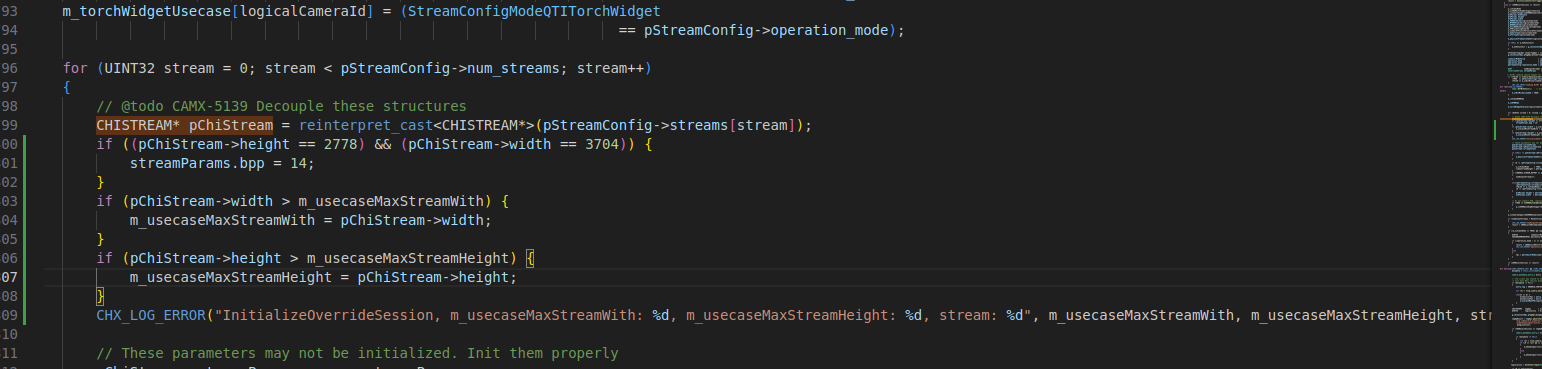 93 m_torchWidgetUsecase[logicalCameraId] = (StreamConfigModeQTITorchWidget
94 == pStreamConfig->operation_mode);
95
96 for (UINT32 stream = 0; stream < pStreamConfig->num_streams; stream++)
97 {
98 // @todo CAMX-5139 Decouple these structures
99 CHISTREAM* pChiStream = reinterpret_cast<CHISTREAM*>(pStreamConfig->streams[stream]);
00 if ((pChiStream->height == 2778) && (pChiStream->width == 3704)) {
01 streamParams.bpp = 14;
02 }
03 if (pChiStream->width > m_usecaseMaxStreamWith) {
04 m_usecaseMaxStreamWith = pChiStream->width;
05 }
06 if (pChiStream->height > m_usecaseMaxStreamHeight) {
07 m_usecaseMaxStreamHeight = pChiStream->height;
08 }
09 CHX_LOG_ERROR("InitializeOverrideSession, m_usecaseMaxStreamWith: %d, m_usecaseMaxStreamHeight: %d, stream: %d", m_usecaseMaxStreamWith, m_usecaseMaxStreamHeight, str
10
11 // These parameters may not be initialized. Init them properly